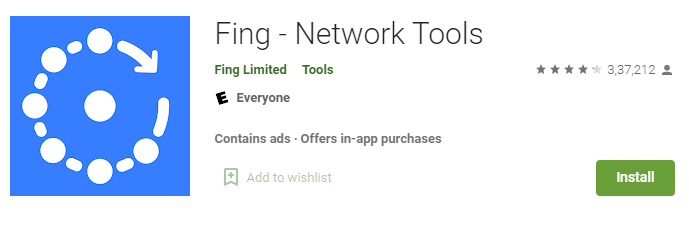 Fing - Network Tools
Fing Limited Tools 3,37,212
E Everyone
Contains ads · Offers in-app purchases
Add to wishlist
Install